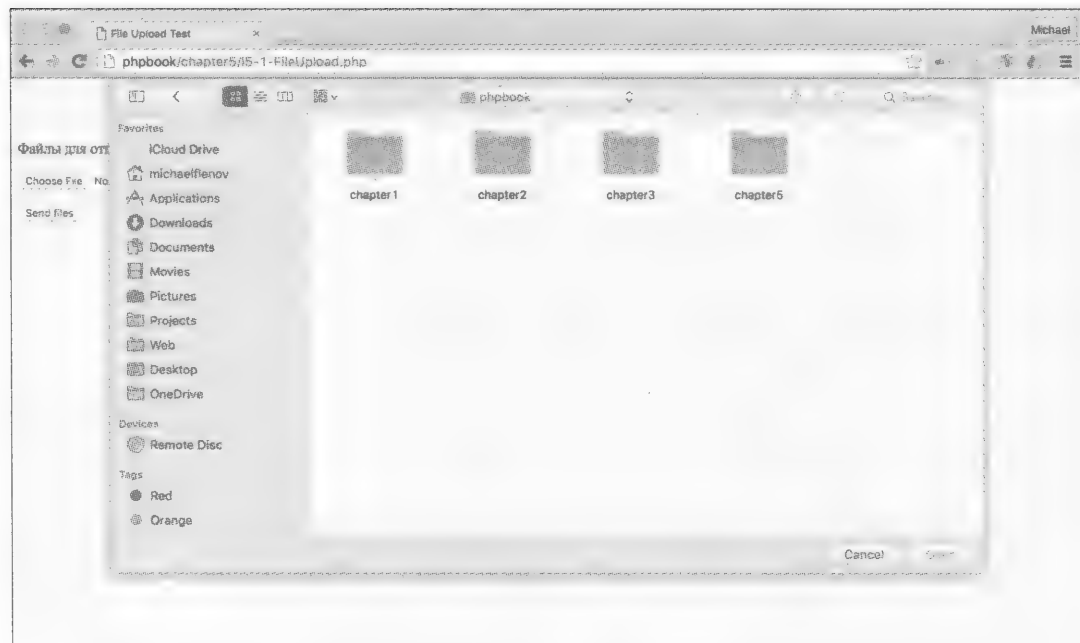 File Upload Test
Michael
phpbook/chapter5/i5-1-FileUpload.php
phpbook
Favorites
iCloud Drive
michaelflenov
Applications
Downloads
Documents
Movies
Pictures
Projects
Web
Desktop
OneDrive
Devices
Remote Disc
Tags
Red
Orange
Файлы для
Choose File No
Send files
chapter1
chapter2
chapter3
chapter5
Cancel